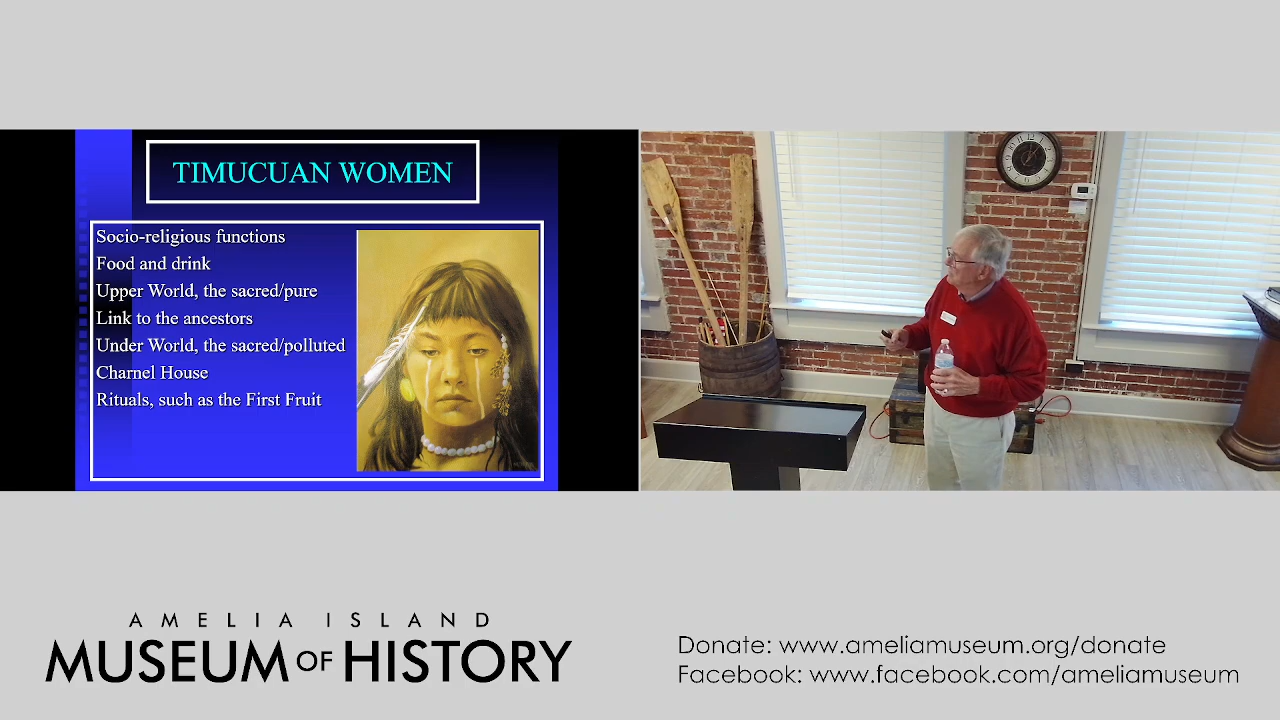 TIMUCUAN WOMEN
Socio-religious functions
Food and drink
Upper World, the sacred/pure
Link to the ancestors
Under World, the sacred/polluted
Charnel House
Rituals, such as the First Fruit
AMELIA ISLAND
MUSEUM OF HISTORY
Donate: www.ameliamuseum.org/donate
Facebook: www.facebook.com/ameliamuseum